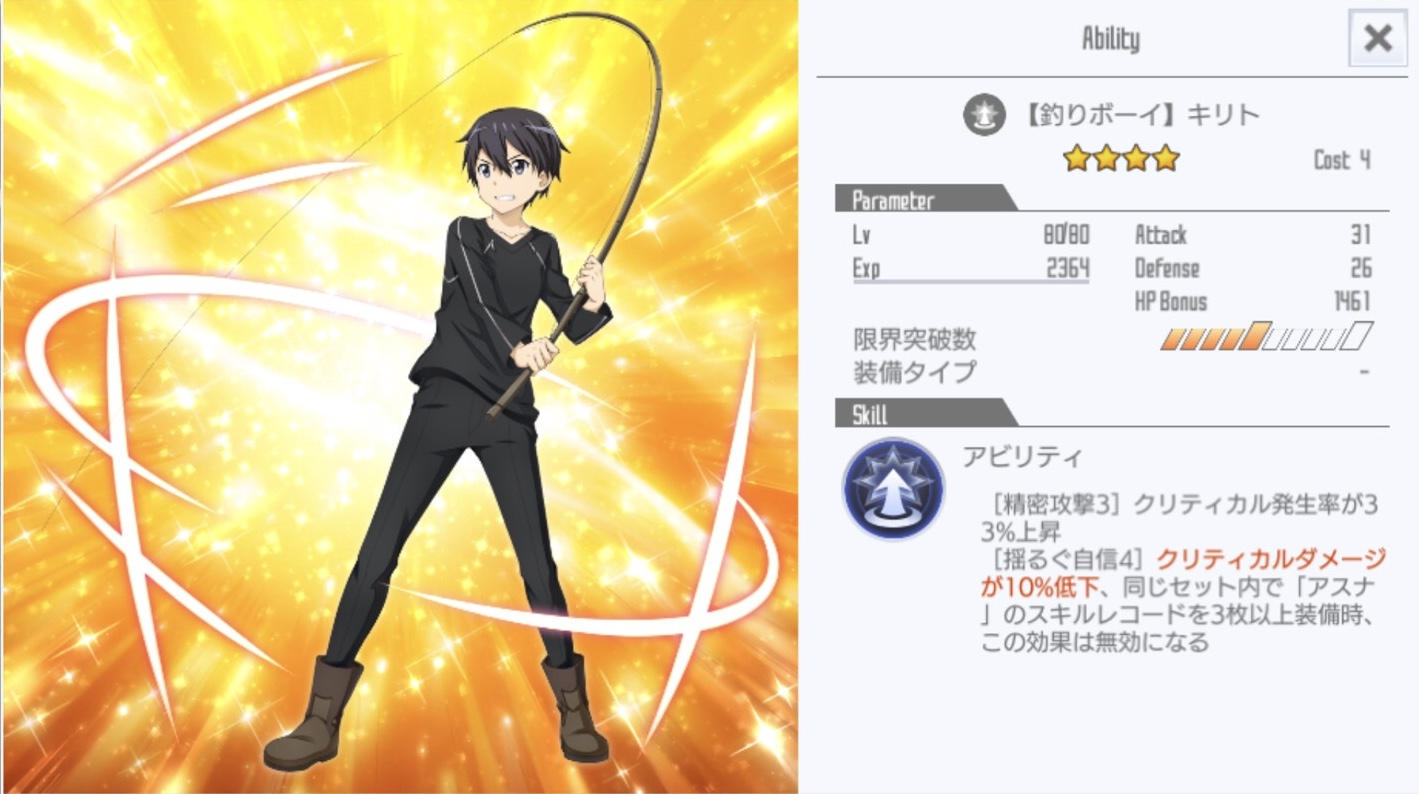 Ability
【釣りボーイ】キリト
Cost 4
Parameter
Lv 80/80 Attack 31
Exp 2364 Defense 26
HP Bonus 1461
限界突破数
装備タイプ -
Skill
アビリティ
［精密攻撃3］クリティカル発生率が3
3%上昇
［揺るぐ自信4］クリティカルダメージ
が10%低下、同じセット内で「アスナ
」のスキルレコードを3枚以上装備時、
この効果は無効になる